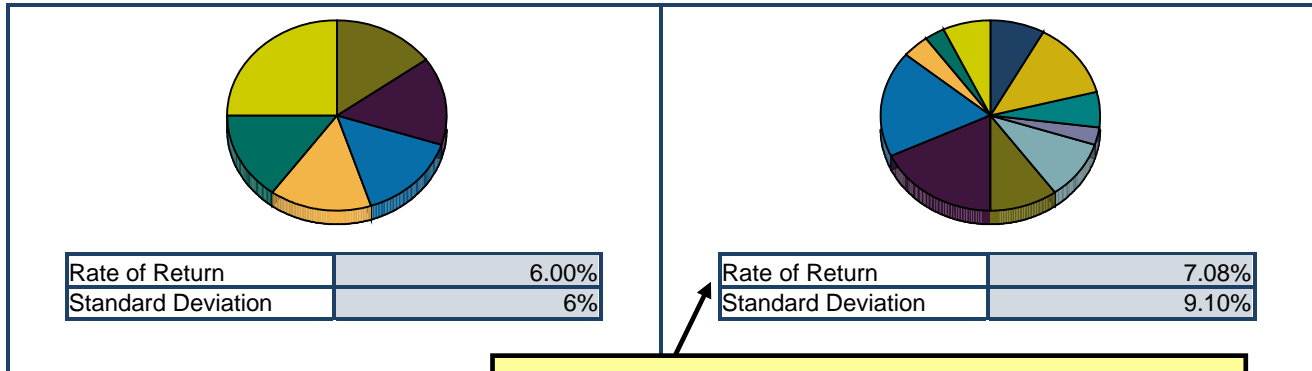 Rate of Return 6.00%
Standard Deviation 6%
Rate of Return 7.08%
Standard Deviation 9.10%